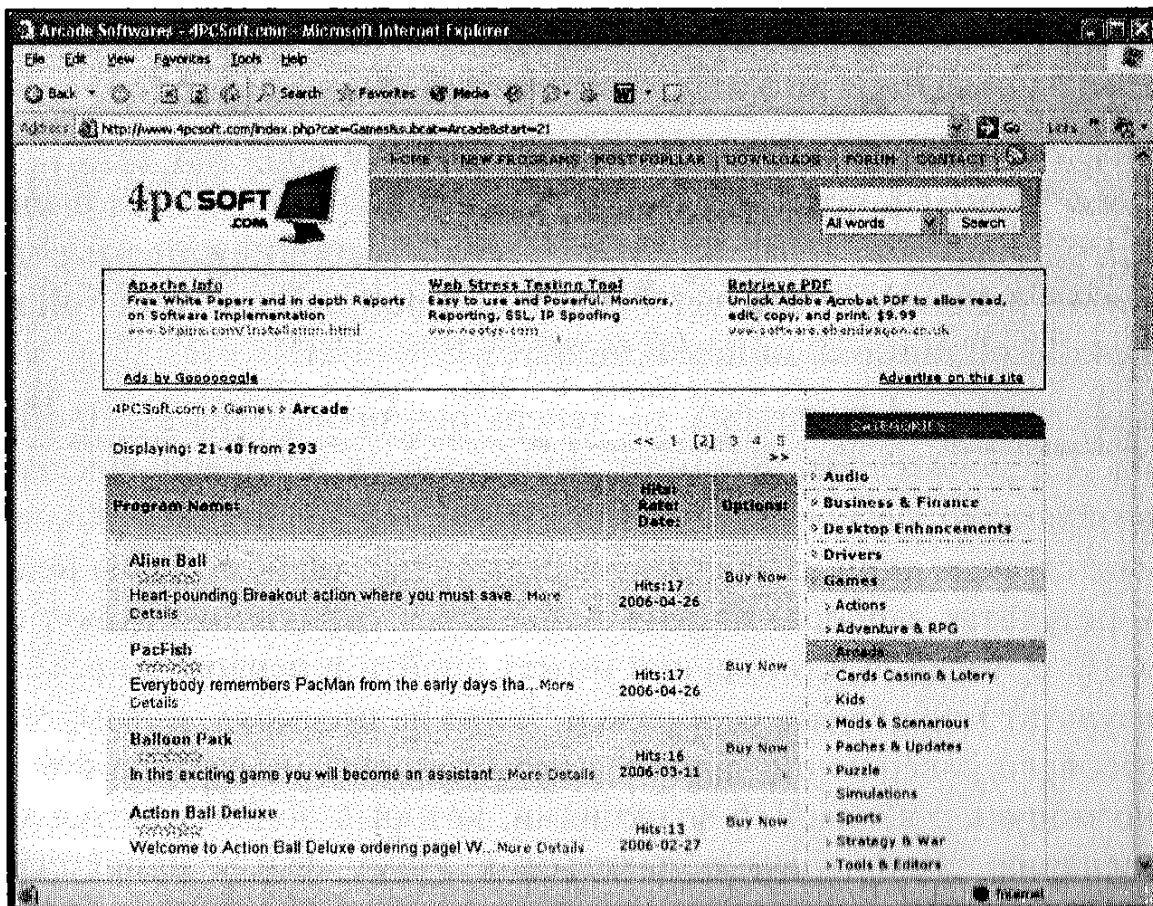 Arcade Softwares - 4PCSoft.com - Microsoft Internet Explorer
File Edit View Favorites Tools Help
Back Search Favorites Media
Address http://www.4pcsoft.com/index.php?cat=Games&subcat=Arcade&start=21 Go Links
HOME NEW PROGRAMS MOST POPULAR DOWNLOADS FORUM CONTACT
4pc SOFT
.COM
All words Search
Apache Info Web Stress Testing Tool Retrieve PDF
Free White Papers and in depth Reports Easy to use and Powerful. Monitors, Unlock Adobe Acrobat PDF to allow read,
on Software Implementation Reporting, SSL, IP Spoofing edit, copy, and print. $9.99
www.neotys.com
Ads by Goooooogle Advertise on this site
4PCSoft.com > Games > Arcade
CATEGORIES
Displaying: 21-40 from 293 << 1 [2] 3 4 5
>>
Program Name: Hits: Rate: Date: Options:
Alian Ball
Heart-pounding Breakout action where you must save...More
Details
Hits:17
2006-04-26
Buy Now
PacFish
Everybody remembers PacMan from the early days tha...More
Details
Hits:17
2006-04-26
Buy Now
Balloon Park
In this exciting game you will become an assistant...More Details
Hits:16
2006-03-11
Buy Now
Action Ball Deluxe
Welcome to Action Ball Deluxe ordering page! W...More Details
Hits:13
2006-02-27
Buy Now
Audio
Business & Finance
Desktop Enhancements
Drivers
Games
Actions
Adventure & RPG
Arcade
Cards Casino & Lotery
Kids
Mods & Scenarious
Paches & Updates
Puzzle
Simulations
Sports
Strategy & War
Tools & Editors
Internet